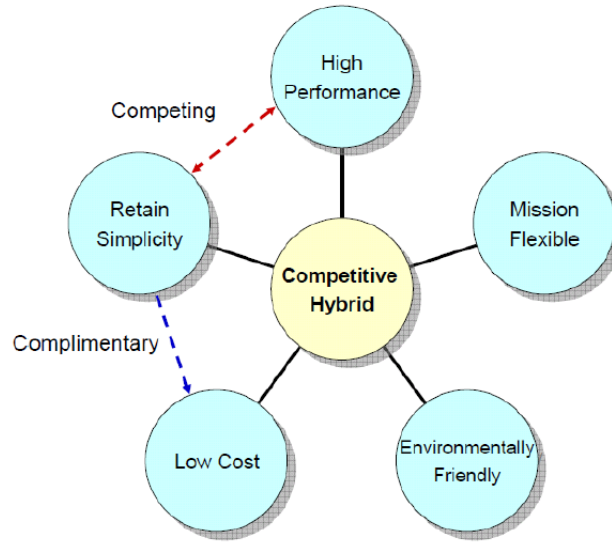 High
Performance
Competing
Retain
Simplicity
Mission
Flexible
Competitive
Hybrid
Complimentary
Low Cost
Environmentally
Friendly